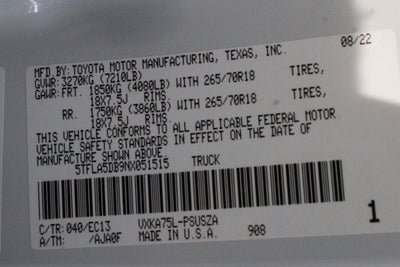 MFD.BY:TOYOTA MOTOR MANUFACTURING, TEXAS, INC.
GVWR: 3270KG (7210LB) 08/22
GAWR: FRT. 1850KG (4080LB) WITH 265/70R18 TIRES,
18X7.5J RIMS
RR. 1750KG (3860LB) WITH 265/70R18 TIRES,
18X7.5J RIMS
THIS VEHICLE CONFORMS TO ALL APPLICABLE FEDERAL MOTOR
VEHICLE SAFETY STANDARDS IN EFFECT ON THE DATE OF
MANUFACTURE SHOWN ABOVE.
5TFLA5DB9NX051515 TRUCK
C/TR: 040/EC13 VXKA75L-PSUSZA 1
A/TM: /AJA0F MADE IN U.S.A. 908